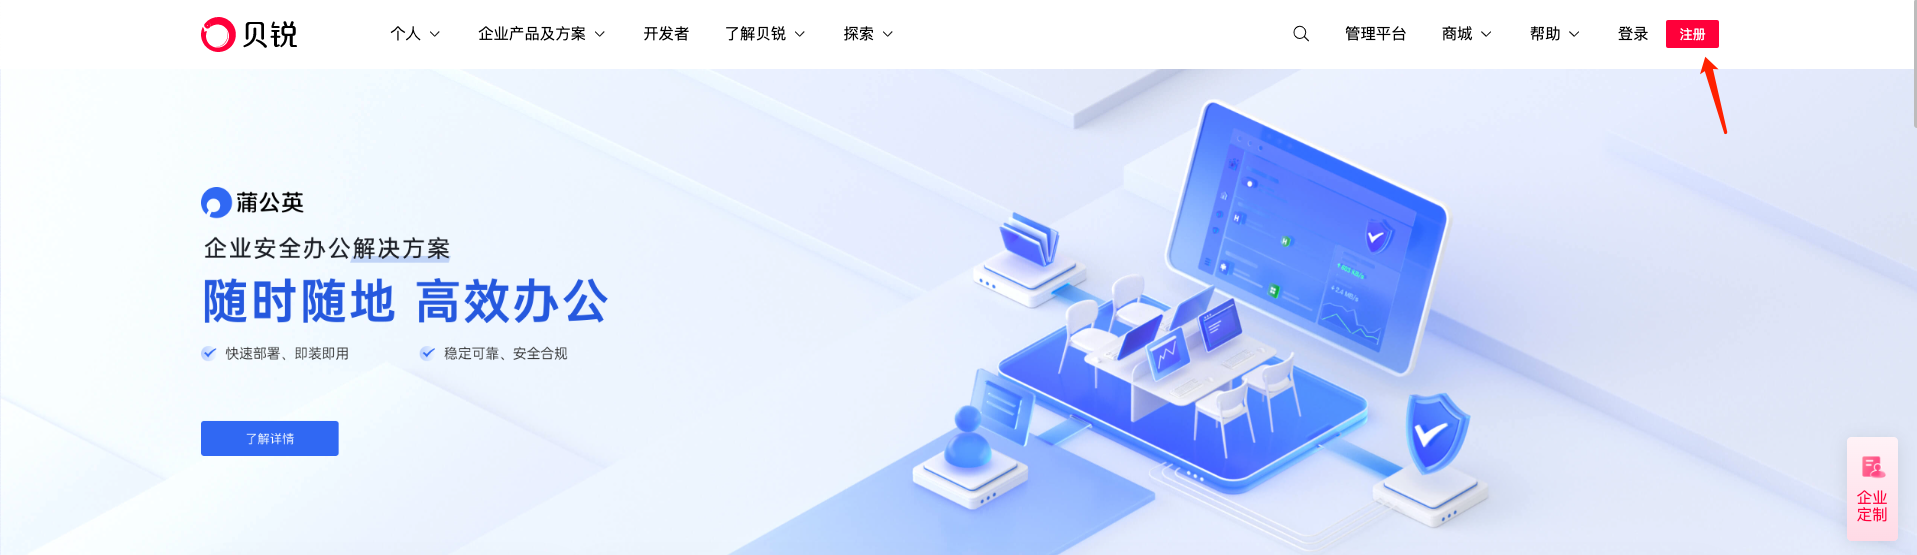 贝锐 个人 企业产品及方案 开发者 了解贝锐 探索 管理平台 商城 帮助 登录 注册
蒲公英
企业安全办公解决方案
随时随地 高效办公
快速部署、即装即用 稳定可靠、安全合规
了解详情
企业
定制